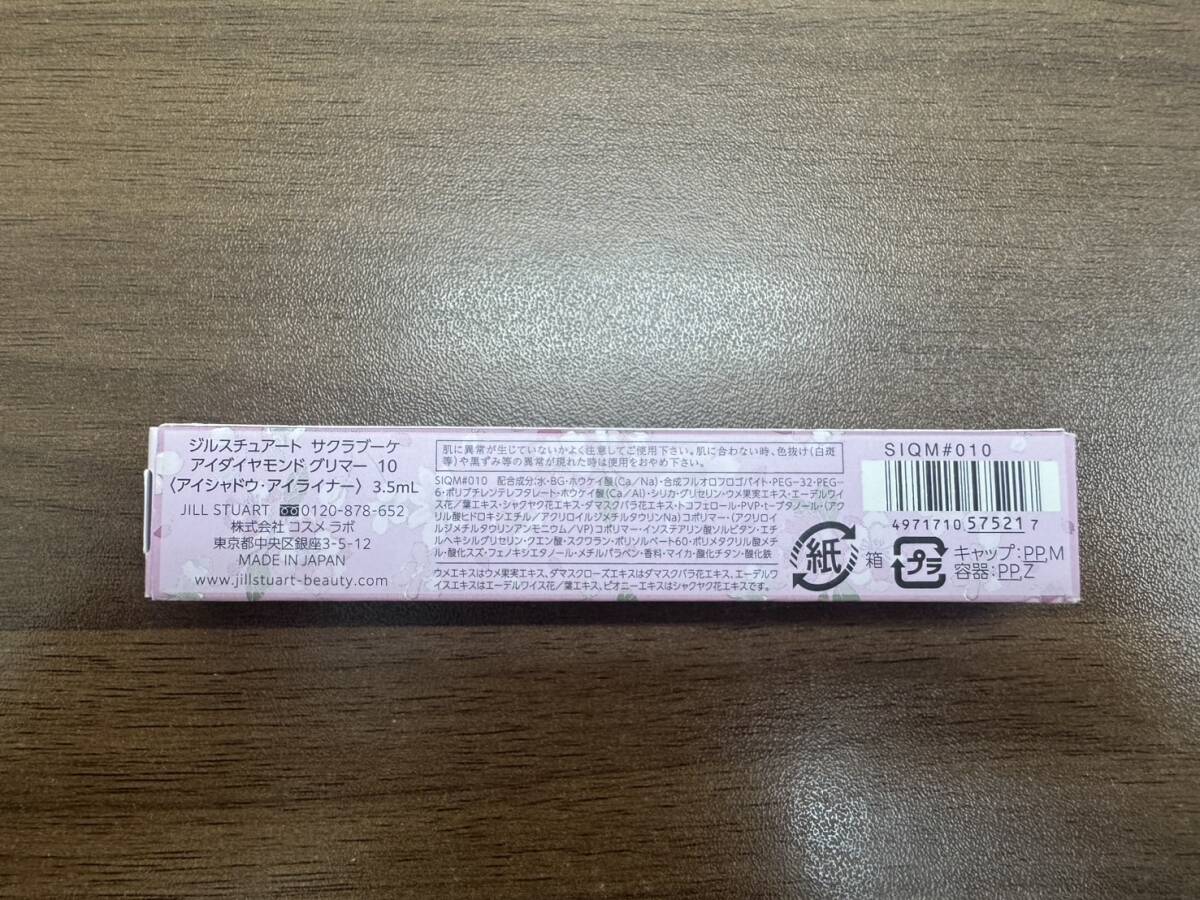 ジルスチュアート サクラブーケ
アイダイヤモンド グリマー 10
〈アイシャドウ・アイライナー〉 3.5mL
JILL STUART 0120-878-652
株式会社 コスメ ラボ
東京都中央区銀座3-5-12
MADE IN JAPAN
www.jillstuart-beauty.com
肌に異常が生じていないかよく注意してご使用下さい。肌に合わない時、色抜け(白斑
等)や黒ずみ等の異常が現れた時は使用をおやめ下さい。
SIQM#010 配合成分:水・BG・ホウケイ酸(Ca/Na)・合成フルオロフロゴパイト・PEG-32・PEG-
6・ポリプチレンテレフタレート・ホウケイ酸(Ca/Al)・シリカ・グリセリン・ウメ果実エキス・エーデルワイ
ス花/葉エキス・シャクヤク花エキス・ダマスクバラ花エキス・トコフェロール・PVP・t-ブタノール・(アク
リル酸ヒドロキシエチル/アクリロイルジメチルタウリンNa)コポリマー・(アクリロイ
ルジメチルタウリンアンモニウム/VP)コポリマー・イソステアリン酸ソルビタン・エチ
ルヘキシルグリセリン・クエン酸・スクワラン・ポリソルベート60・ポリメタクリル酸メチ
ル・酸化スズ・フェノキシエタノール・メチルパラベン・香料・マイカ・酸化チタン・酸化鉄
ウメエキスはウメ果実エキス、ダマスクローズエキスはダマスクバラ花エキス、エーデルワ
イスエキスはエーデルワイス花/葉エキス、ピオニーエキスはシャクヤク花エキスです。
SIQM#010
4971710 575217
紙 箱 プラ キャップ:PP,M
容器:PP,Z